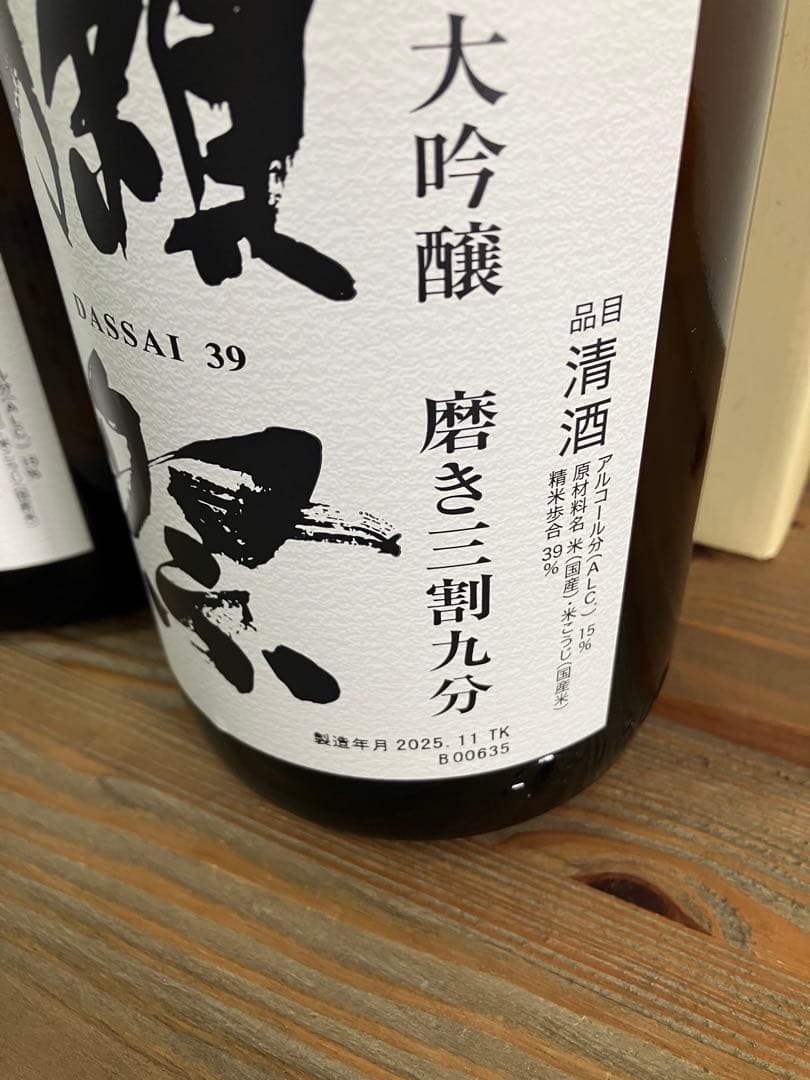 獺祭
DASSAI 39
大吟醸
磨き三割九分
品目
清酒
アルコール分(ALC.) 15%
原材料名 米(国産)・米こうじ(国産米)
精米歩合 39%
製造年月 2025. 11 TK
B00635